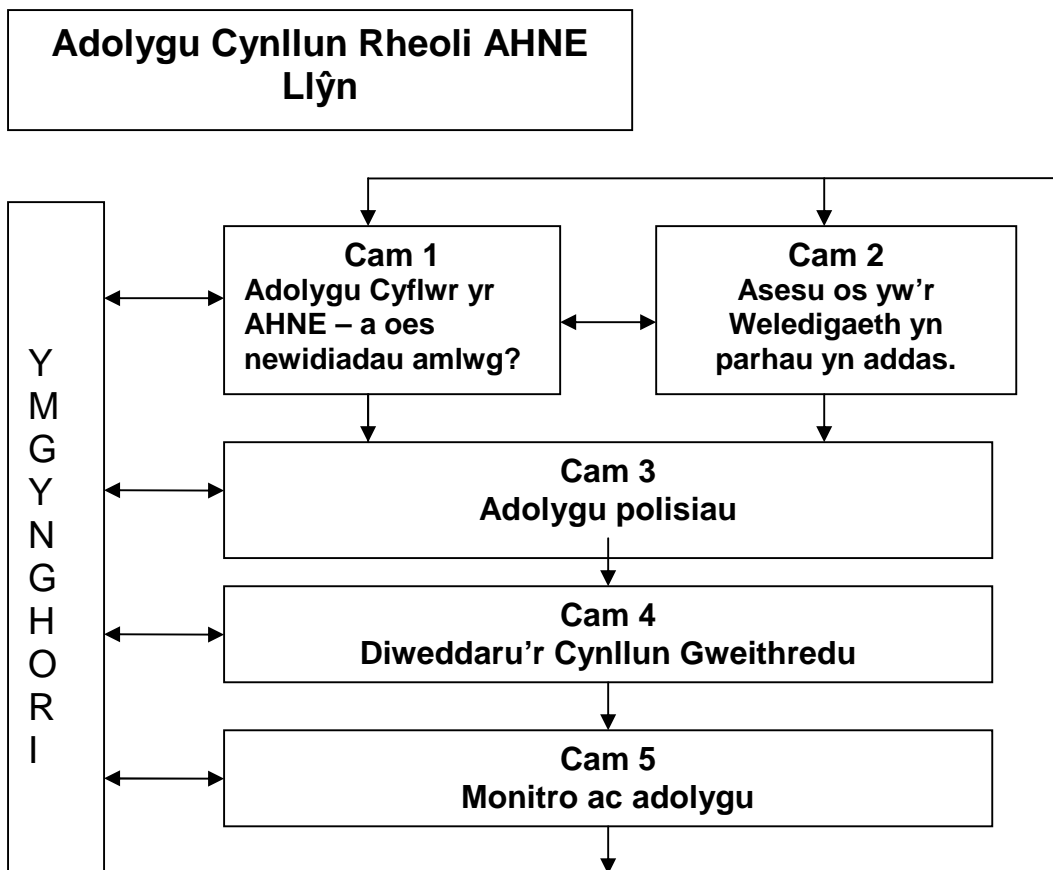 Adolygu Cynllun Rheoli AHNE
Llŷn
Cam 1
Adolygu Cyflwr yr
AHNE – a oes
newidiadau amlwg?
Cam 2
Asesu os yw'r
Weledigaeth yn
parhau yn addas.
Y
M
G
Y
N
G
H
O
R
I
Cam 3
Adolygu polisiau
Cam 4
Diweddaru’r Cynllun Gweithredu
Cam 5
Monitro ac adolygu